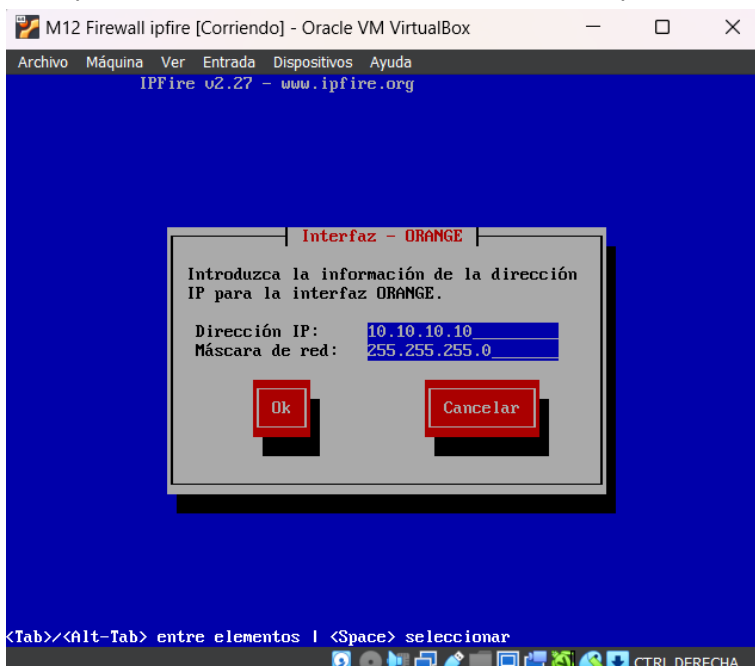 M12 Firewall ipfire [Corriendo] - Oracle VM VirtualBox
Archivo Máquina Ver Entrada Dispositivos Ayuda
IPFire v2.27 - www.ipfire.org
Interfaz - ORANGE
Introduzca la información de la dirección
IP para la interfaz ORANGE.
Dirección IP: 10.10.10.10
Máscara de red: 255.255.255.0
Ok Cancelar
<Tab>/<Alt-Tab> entre elementos | <Space> seleccionar
CTRL DERECHA